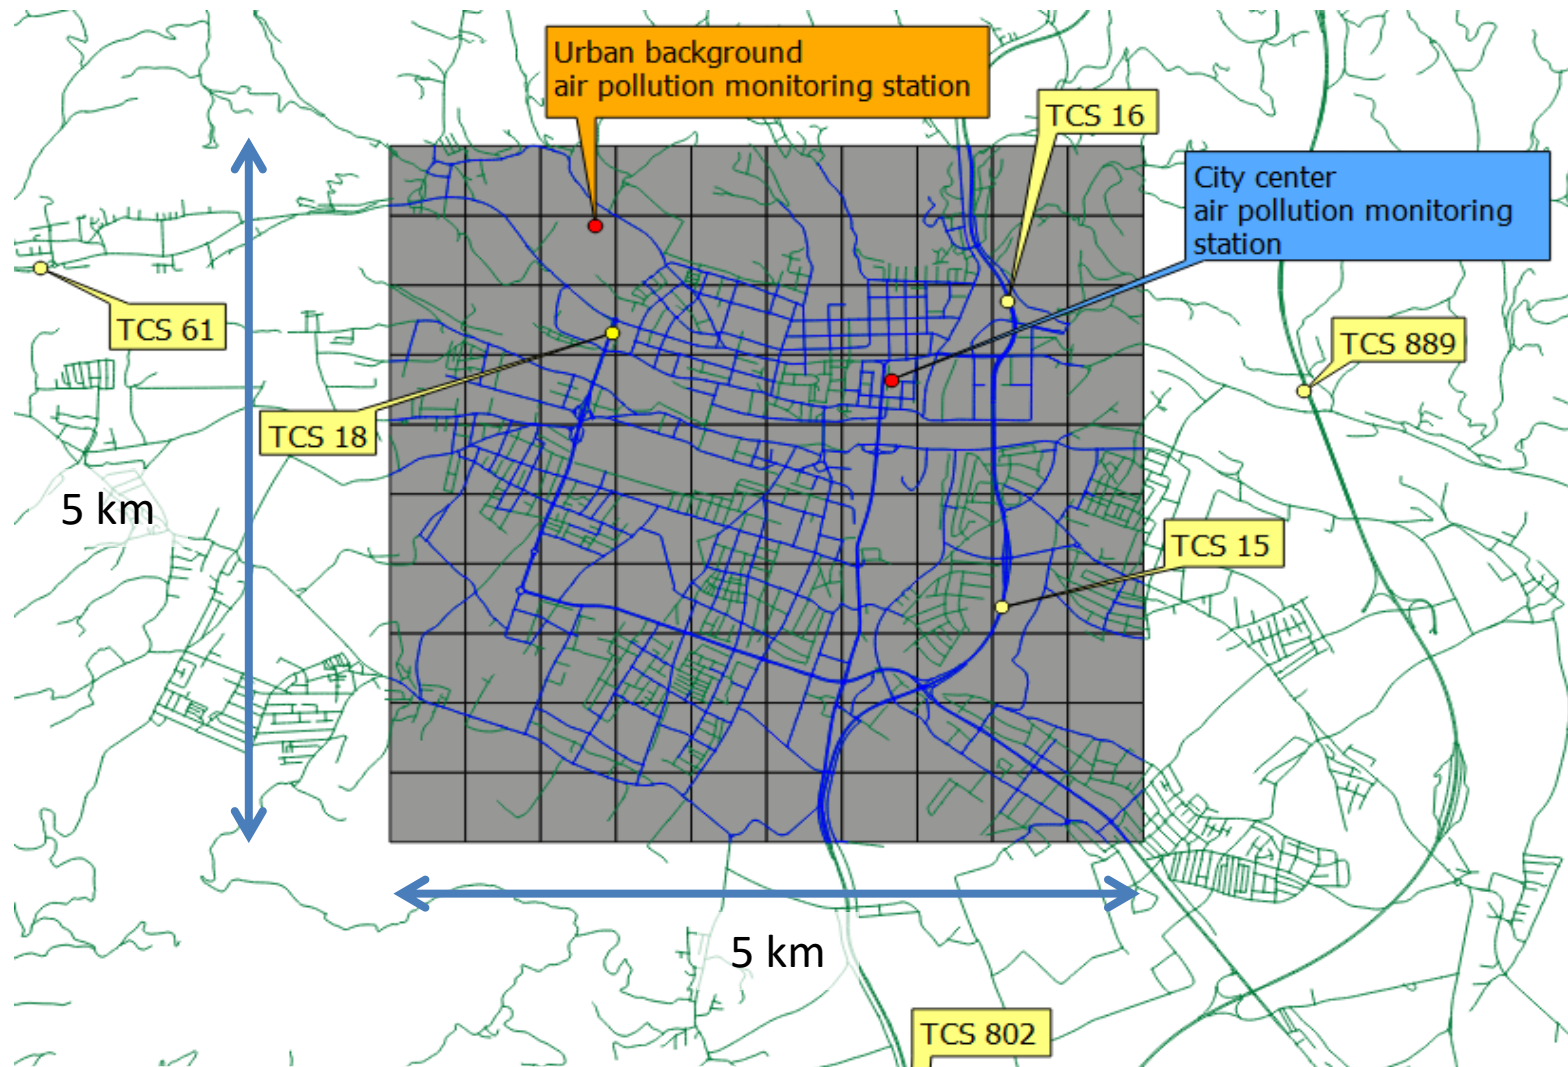 Urban background
air pollution monitoring station
TCS 16
City center
air pollution monitoring
station
TCS 61
TCS 889
TCS 18
5 km
TCS 15
5 km
TCS 802